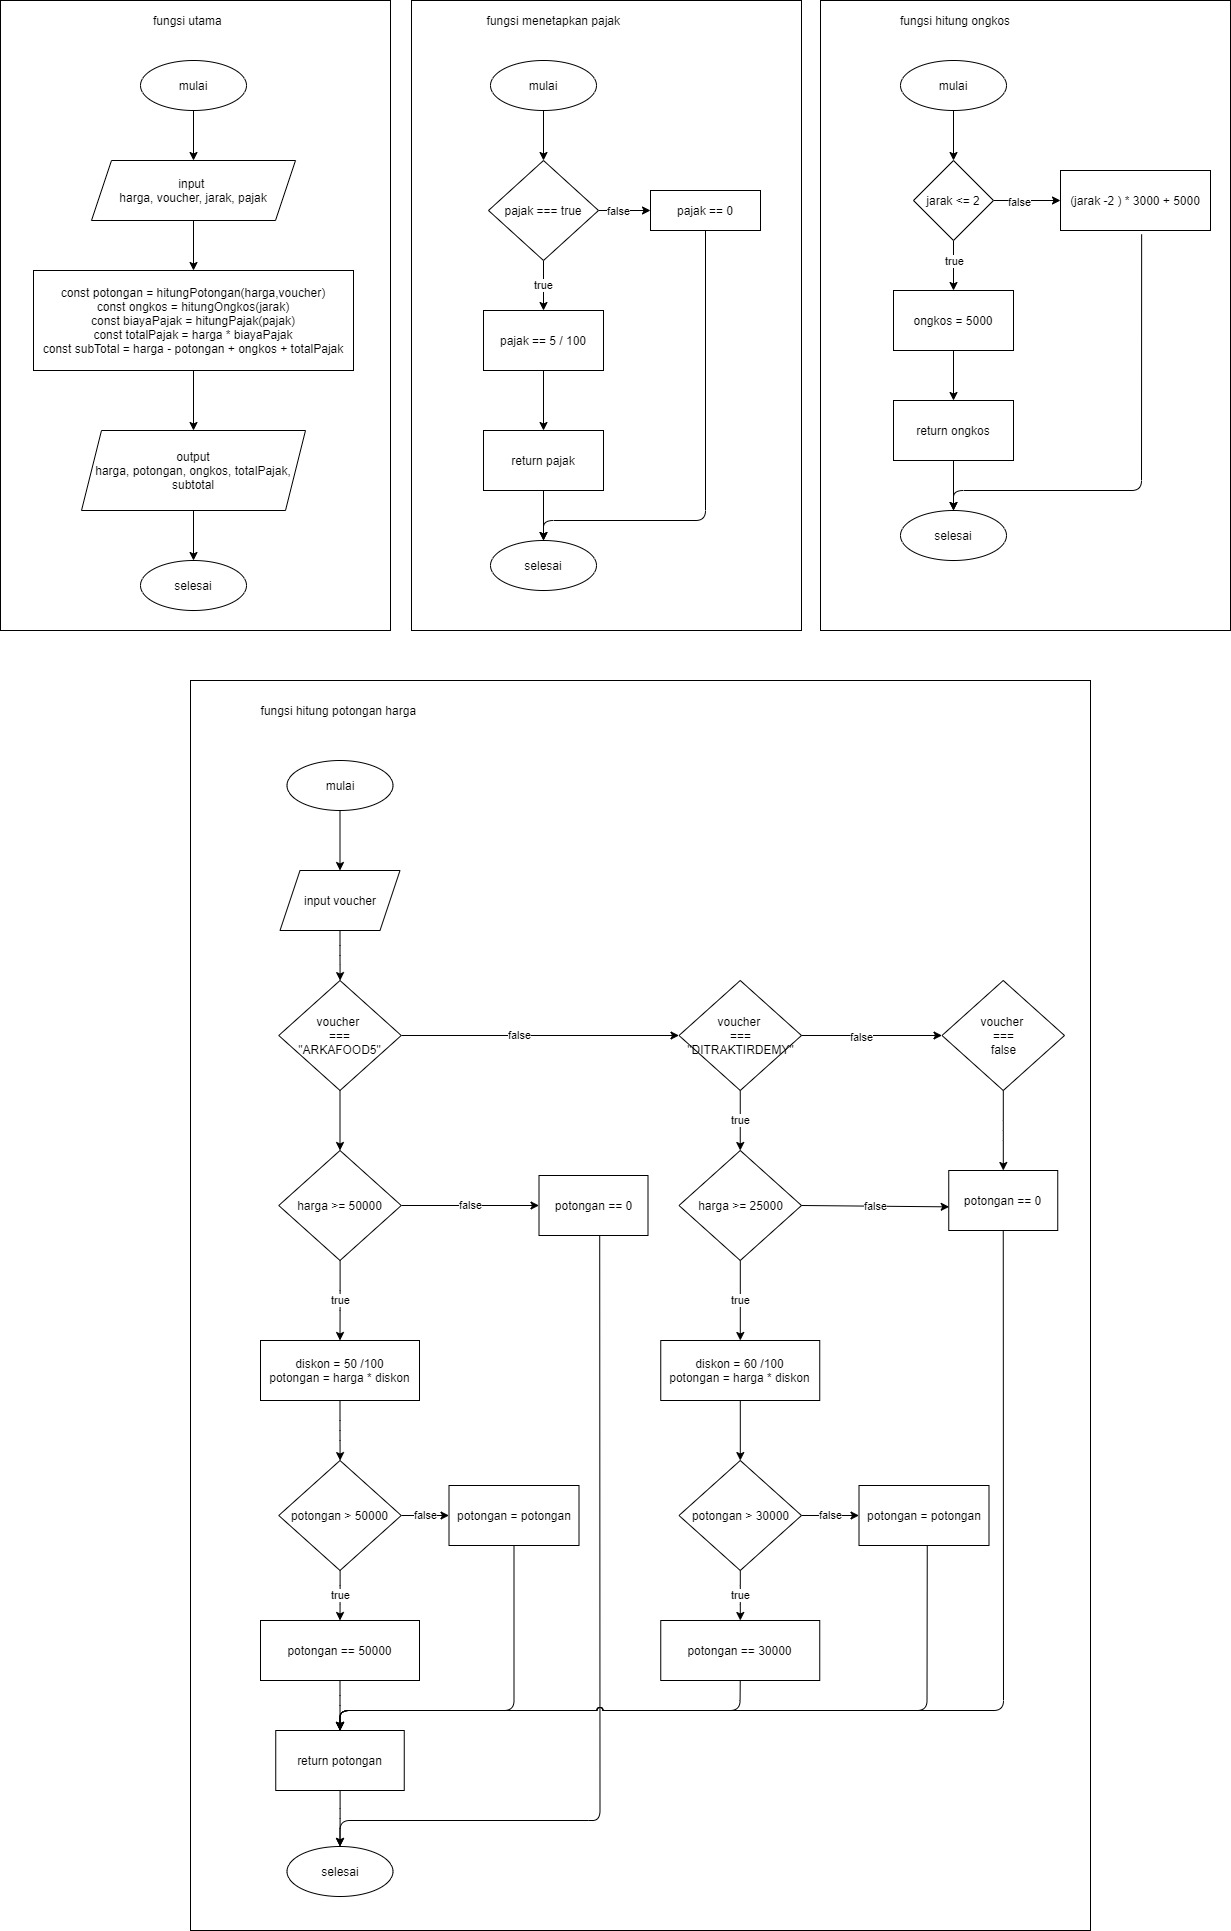 fungsi utama
mulai
input
harga, voucher, jarak, pajak
const potongan = hitungPotongan(harga,voucher)
const ongkos = hitungOngkos(jarak)
const biayaPajak = hitungPajak(pajak)
const totalPajak = harga * biayaPajak
const subTotal = harga - potongan + ongkos + totalPajak
output
harga, potongan, ongkos, totalPajak,
subtotal
selesai
fungsi menetapkan pajak
mulai
pajak === true
false
pajak == 0
true
pajak == 5 / 100
return pajak
selesai
fungsi hitung ongkos
mulai
jarak <= 2
false
(jarak -2 ) * 3000 + 5000
true
ongkos = 5000
return ongkos
selesai
fungsi hitung potongan harga
mulai
input voucher
voucher
===
"ARKAFOOD5"
false
voucher
===
"DITRAKTIRDEMY"
false
voucher
===
false
true
harga >= 50000
false
potongan == 0
harga >= 25000
false
potongan == 0
true
true
diskon = 50 /100
potongan = harga * diskon
diskon = 60 /100
potongan = harga * diskon
potongan > 50000
false
potongan = potongan
potongan > 30000
false
potongan = potongan
true
true
potongan == 50000
potongan == 30000
return potongan
selesai